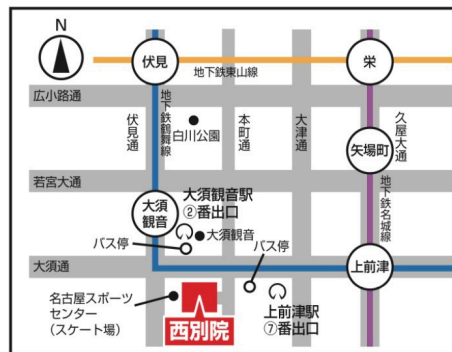 N
伏見
栄
地下鉄東山線
広小路通
伏見通
地下鉄鶴舞線
白川公園
本町通
大津通
久屋大通
矢場町
若宮大通
地下鉄名城線
大須
観音
大須観音駅
②番出口
大須観音
バス停
バス停
大須通
上前津
名古屋スポーツ
センター
(スケート場)
西別院
上前津駅
⑦番出口